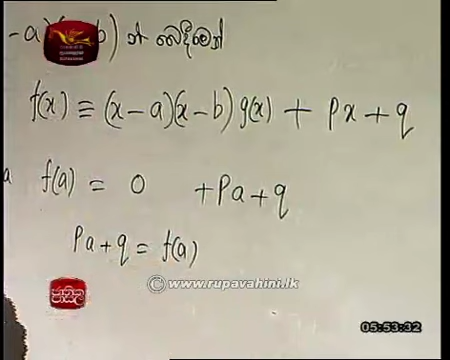 -a)(x-b) න් බෙදීමෙන්
f(x) ≡ (x-a)(x-b) g(x) + px + q
f(a) = 0 + pa + q
pa + q = f(a)
ජාතික
© www.rupavahini.lk
05:53:32